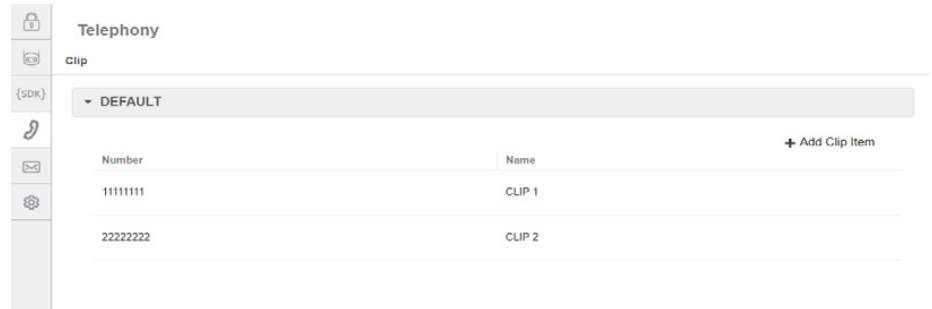 Telephony
Clip
{SDK}
DEFAULT
+ Add Clip Item
Number Name
11111111 CLIP 1
22222222 CLIP 2